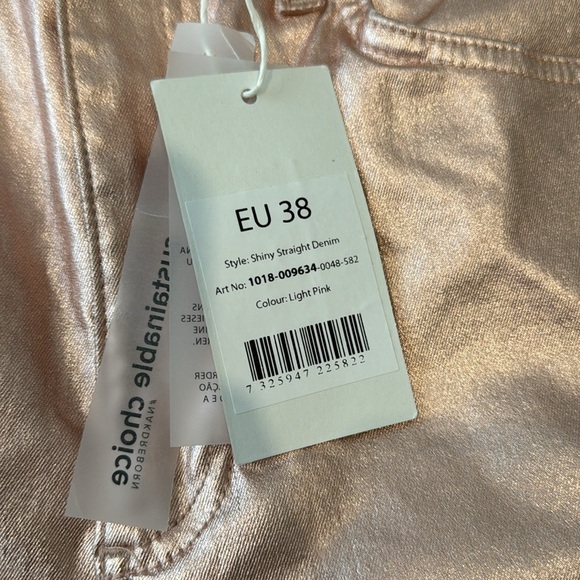 EU 38
Style: Shiny Straight Denim
Art No: 1018-009634-0048-582
Colour: Light Pink
7 325947 225822
sustainable choice
#NAKDREBORN